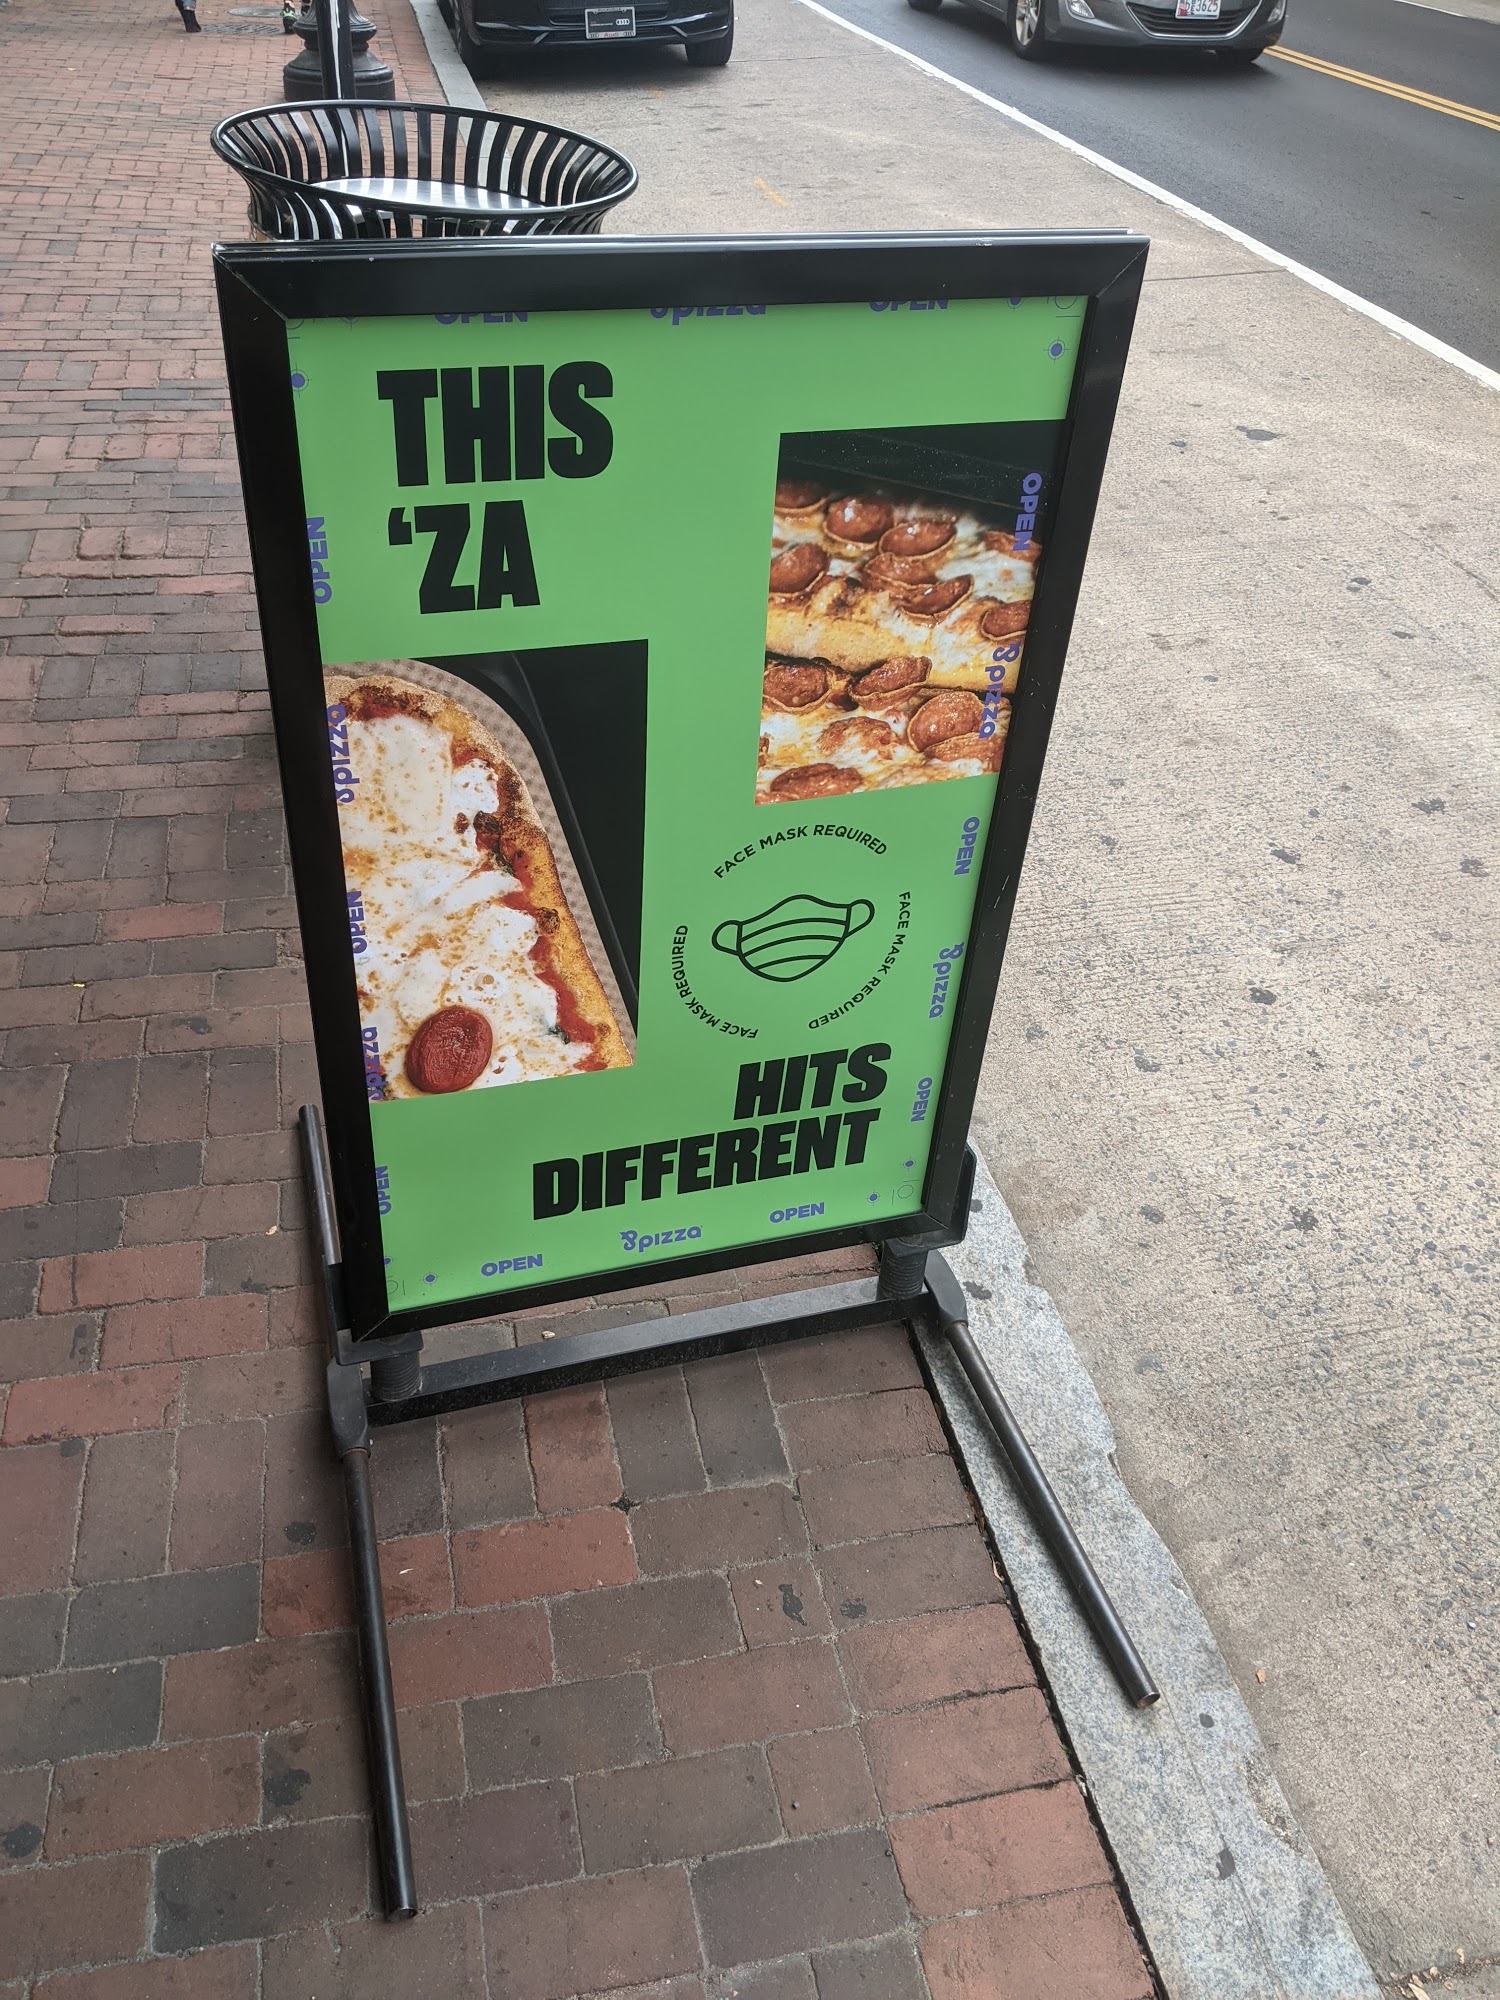 OPEN
&pizza
OPEN
THIS
‘ZA
OPEN
&pizza
OPEN
&pizza
OPEN
OPEN
&pizza
OPEN
&pizza
OPEN
FACE MASK REQUIRED
FACE MASK REQUIRED
FACE MASK REQUIRED
HITS
DIFFERENT
OPEN
&pizza
OPEN
Audi